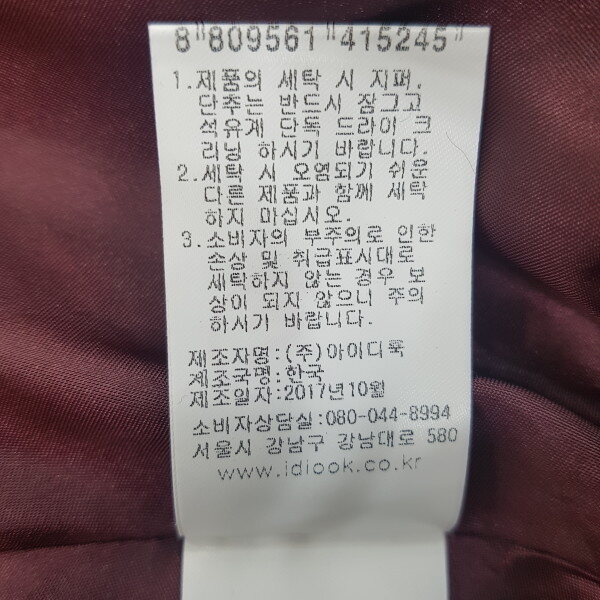 8"809561"415245"
1.제품의 세탁 시 지퍼,
단추는 반드시 잠그고
석유계 단독 드라이 크
리닝 하시기 바랍니다.
2.세탁 시 오염되기 쉬운
다른 제품과 함께 세탁
하지 마십시오.
3.소비자의 부주의로 인한
손상 및 취급표시대로
세탁하지 않는 경우 보
상이 되지 않으니 주의
하시기 바랍니다.
제조자명:(주)아이디룩
제조국명:한국
제조일자:2017년10월
소비자상담실:080-044-8994
서울시 강남구 강남대로 580
www.idlook.co.kr